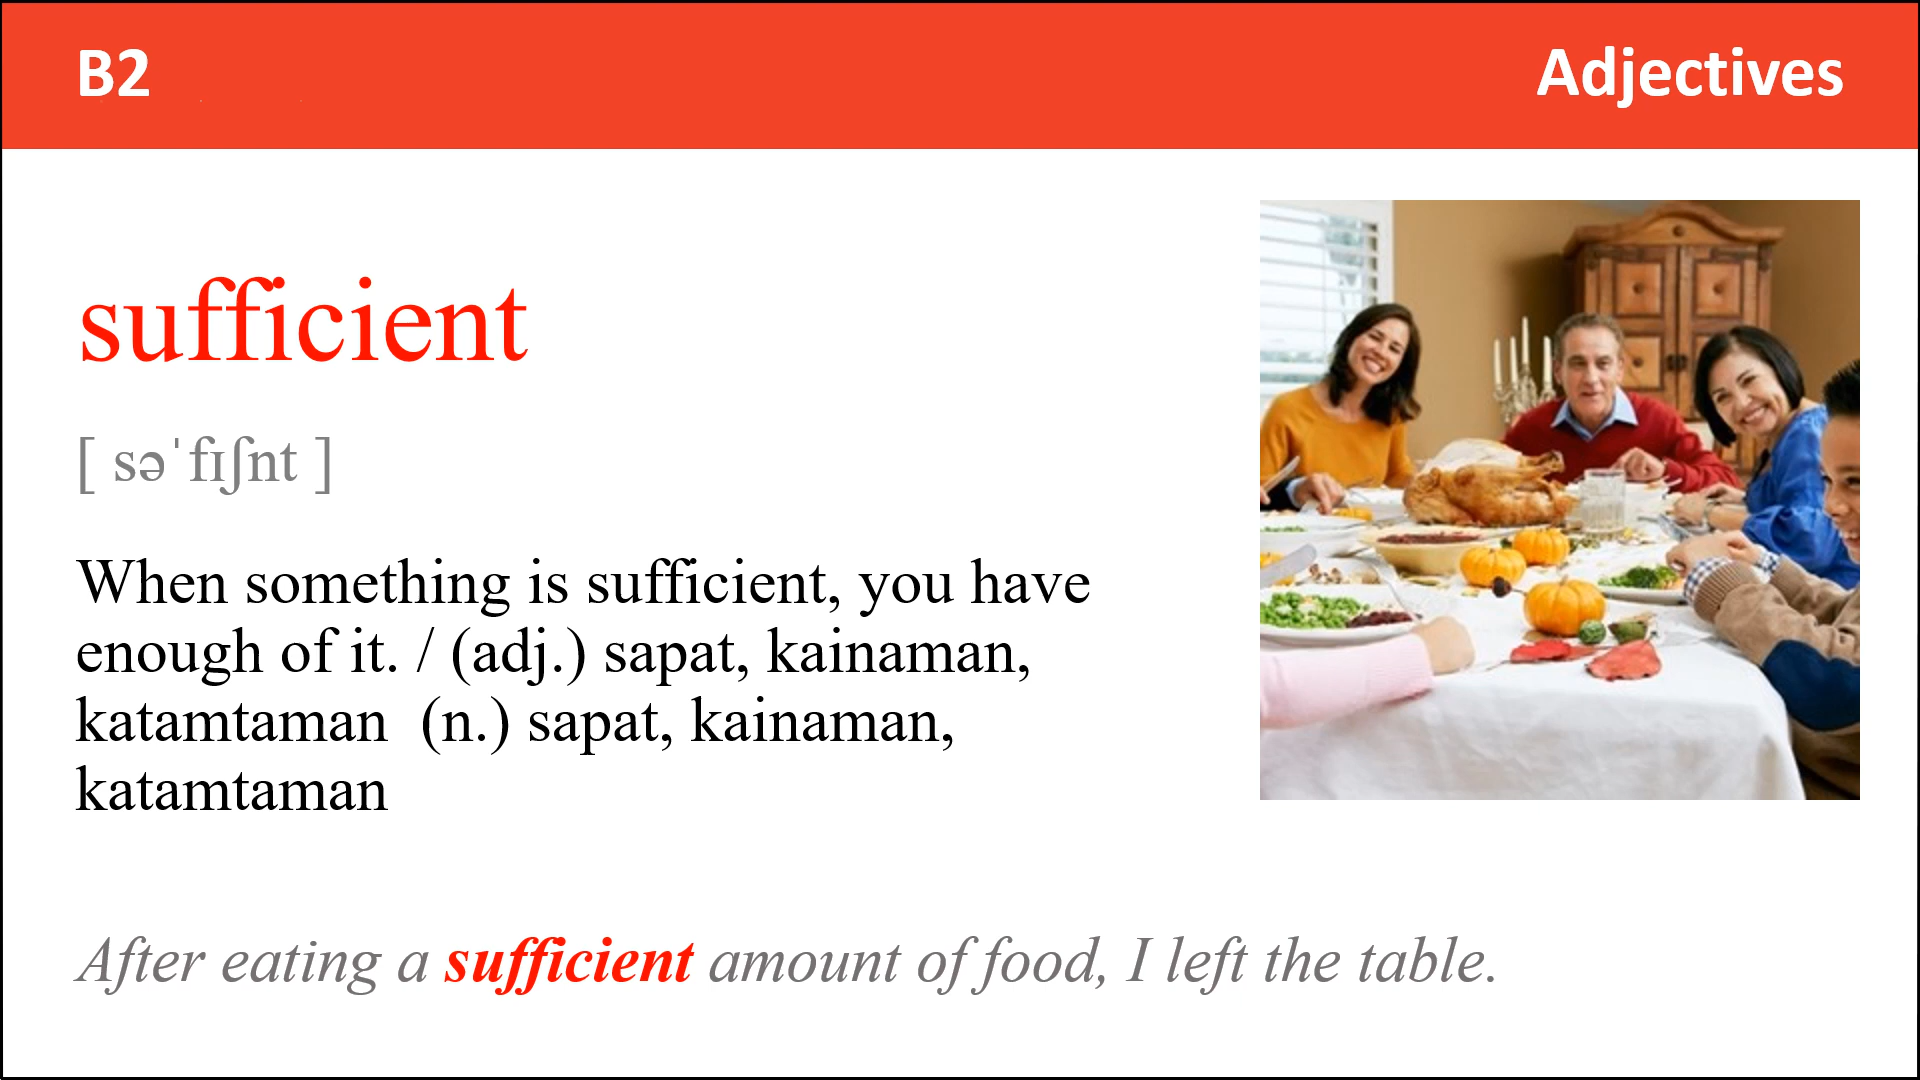 B2
Adjectives
sufficient
[ səˈfɪʃnt ]
When something is sufficient, you have
enough of it. / (adj.) sapat, kainaman,
katamtaman  (n.) sapat, kainaman,
katamtaman
After eating a sufficient amount of food, I left the table.